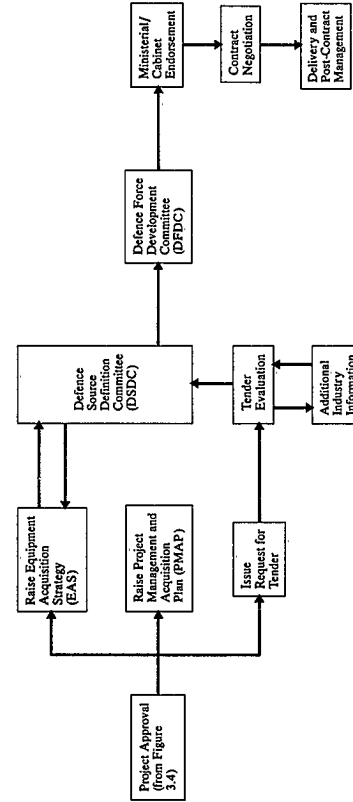 Project Approval
(from Figure
3.4)
Raise Equipment
Acquisition
Strategy
(EAS)
Raise Project
Management and
Acquisition
Plan (PMAP)
Issue
Request for
Tender
Defence
Source
Definition
Committee
(DSDC)
Tender
Evaluation
Additional
Industry
Information
Defence Force
Development
Committee
(DFDC)
Ministerial/
Cabinet
Endorsement
Contract
Negotiation
Delivery and
Post-Contract
Management